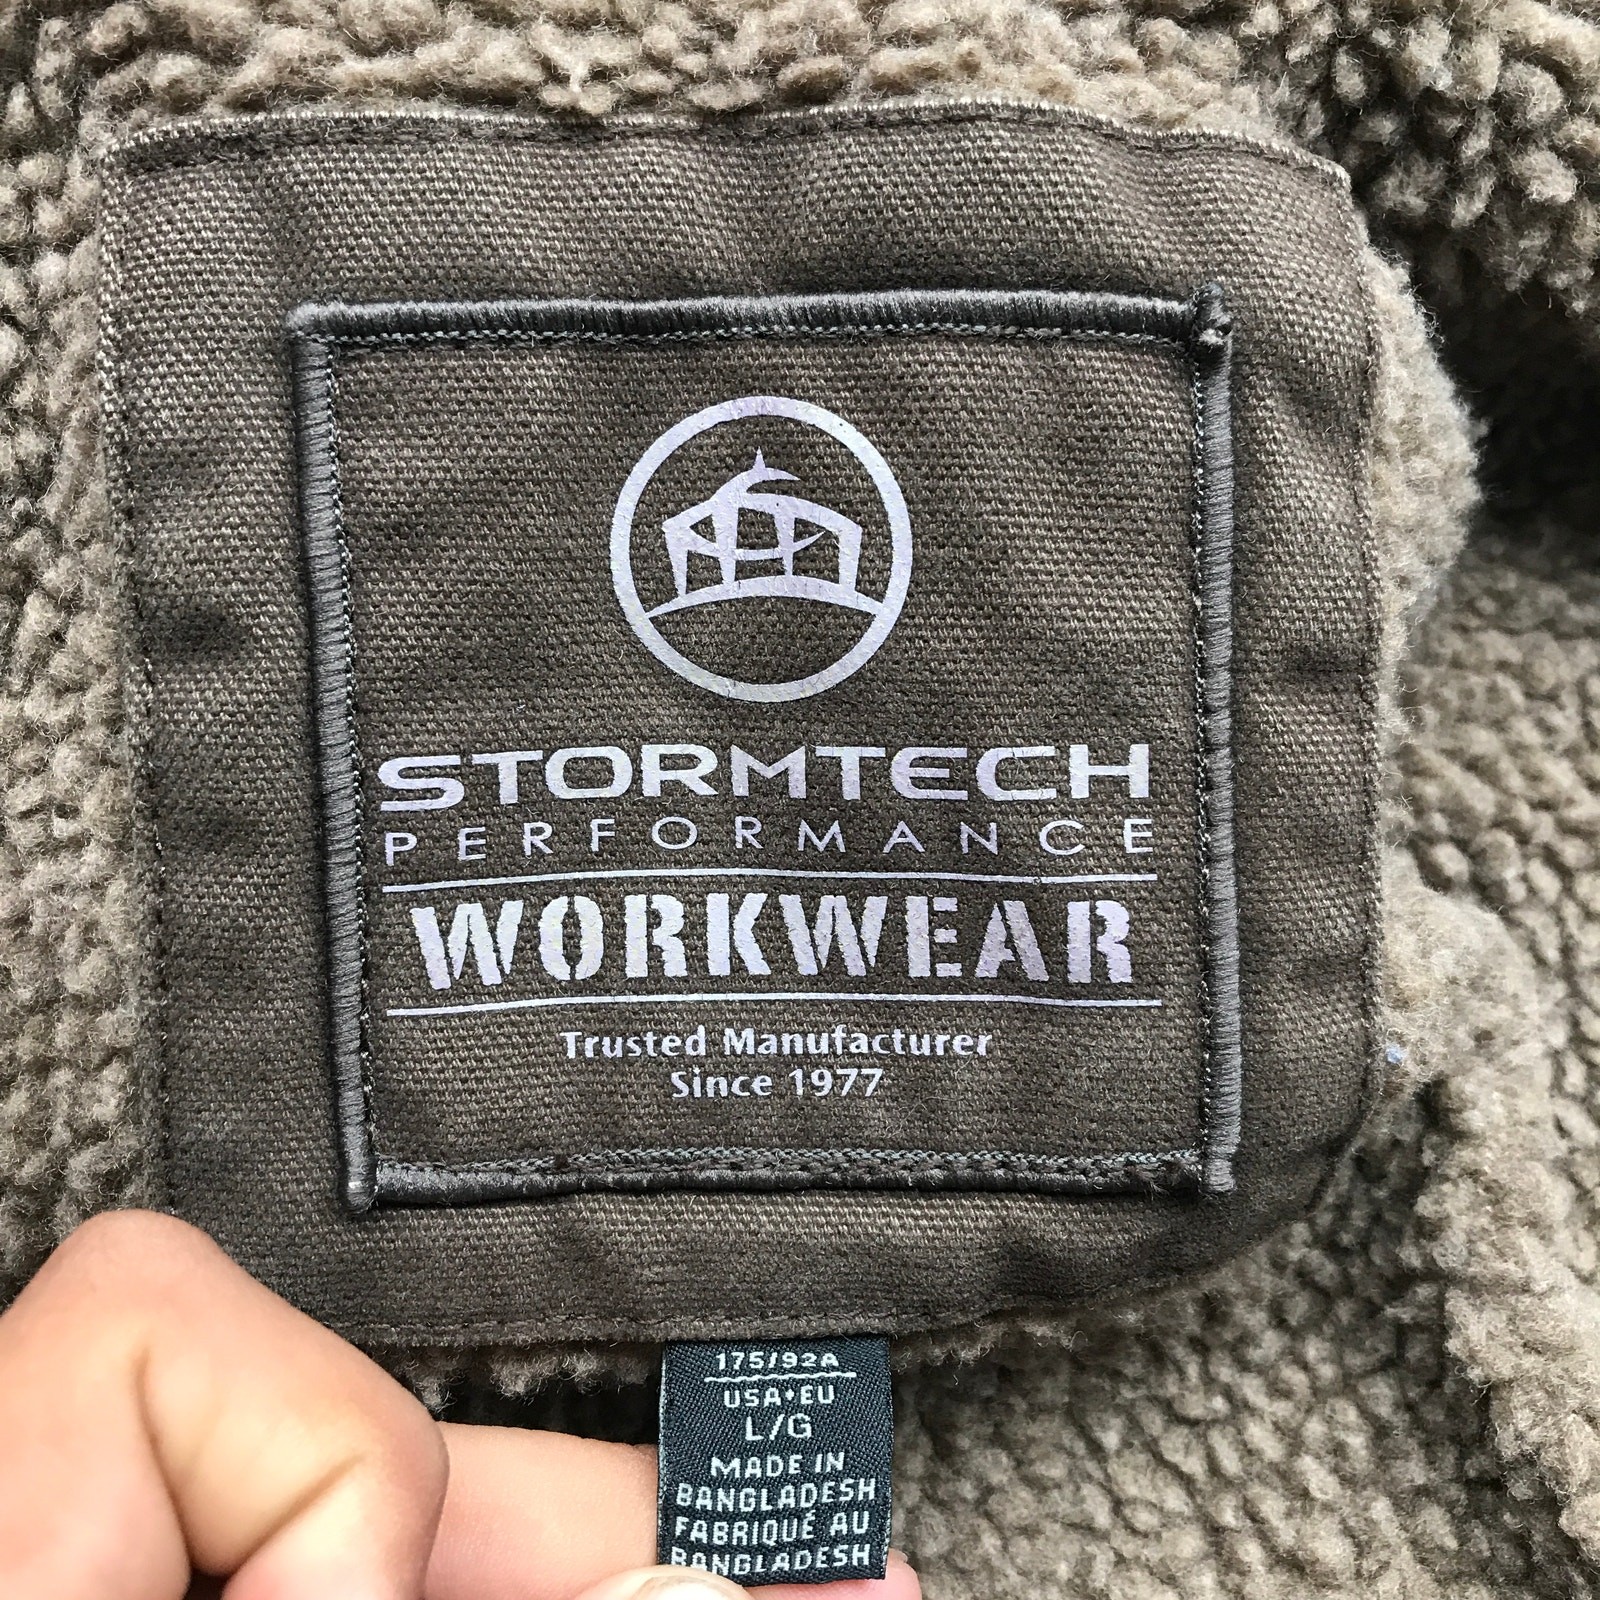 STORMTECH
PERFORMANCE
WORKWEAR
Trusted Manufacturer
Since 1977
175/92A
USA•EU
L/G
MADE IN
BANGLADESH
FABRIQUÉ AU
BANGLADESH